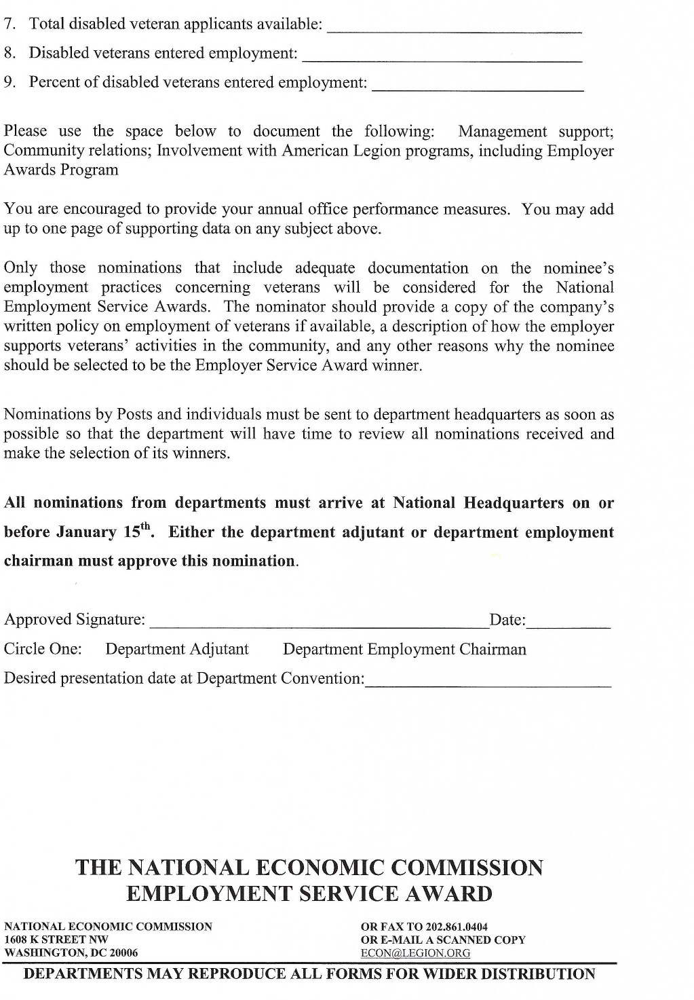 7. Total disabled veteran applicants available: ____________________
8. Disabled veterans entered employment: ____________________
9. Percent of disabled veterans entered employment: ____________________
Please use the space below to document the following: Management support;
Community relations; Involvement with American Legion programs, including Employer
Awards Program
You are encouraged to provide your annual office performance measures. You may add
up to one page of supporting data on any subject above.
Only those nominations that include adequate documentation on the nominee's
employment practices concerning veterans will be considered for the National
Employment Service Awards. The nominator should provide a copy of the company's
written policy on employment of veterans if available, a description of how the employer
supports veterans' activities in the community, and any other reasons why the nominee
should be selected to be the Employer Service Award winner.
Nominations by Posts and individuals must be sent to department headquarters as soon as
possible so that the department will have time to review all nominations received and
make the selection of its winners.
All nominations from departments must arrive at National Headquarters on or
before January 15th. Either the department adjutant or department employment
chairman must approve this nomination.
Approved Signature: ____________________Date:__________
Circle One: Department Adjutant Department Employment Chairman
Desired presentation date at Department Convention:____________________
THE NATIONAL ECONOMIC COMMISSION
EMPLOYMENT SERVICE AWARD
NATIONAL ECONOMIC COMMISSION
1608 K STREET NW
WASHINGTON, DC 20006
OR FAX TO 202.861.0404
OR E-MAIL A SCANNED COPY
ECON@LEGION.ORG
DEPARTMENTS MAY REPRODUCE ALL FORMS FOR WIDER DISTRIBUTION